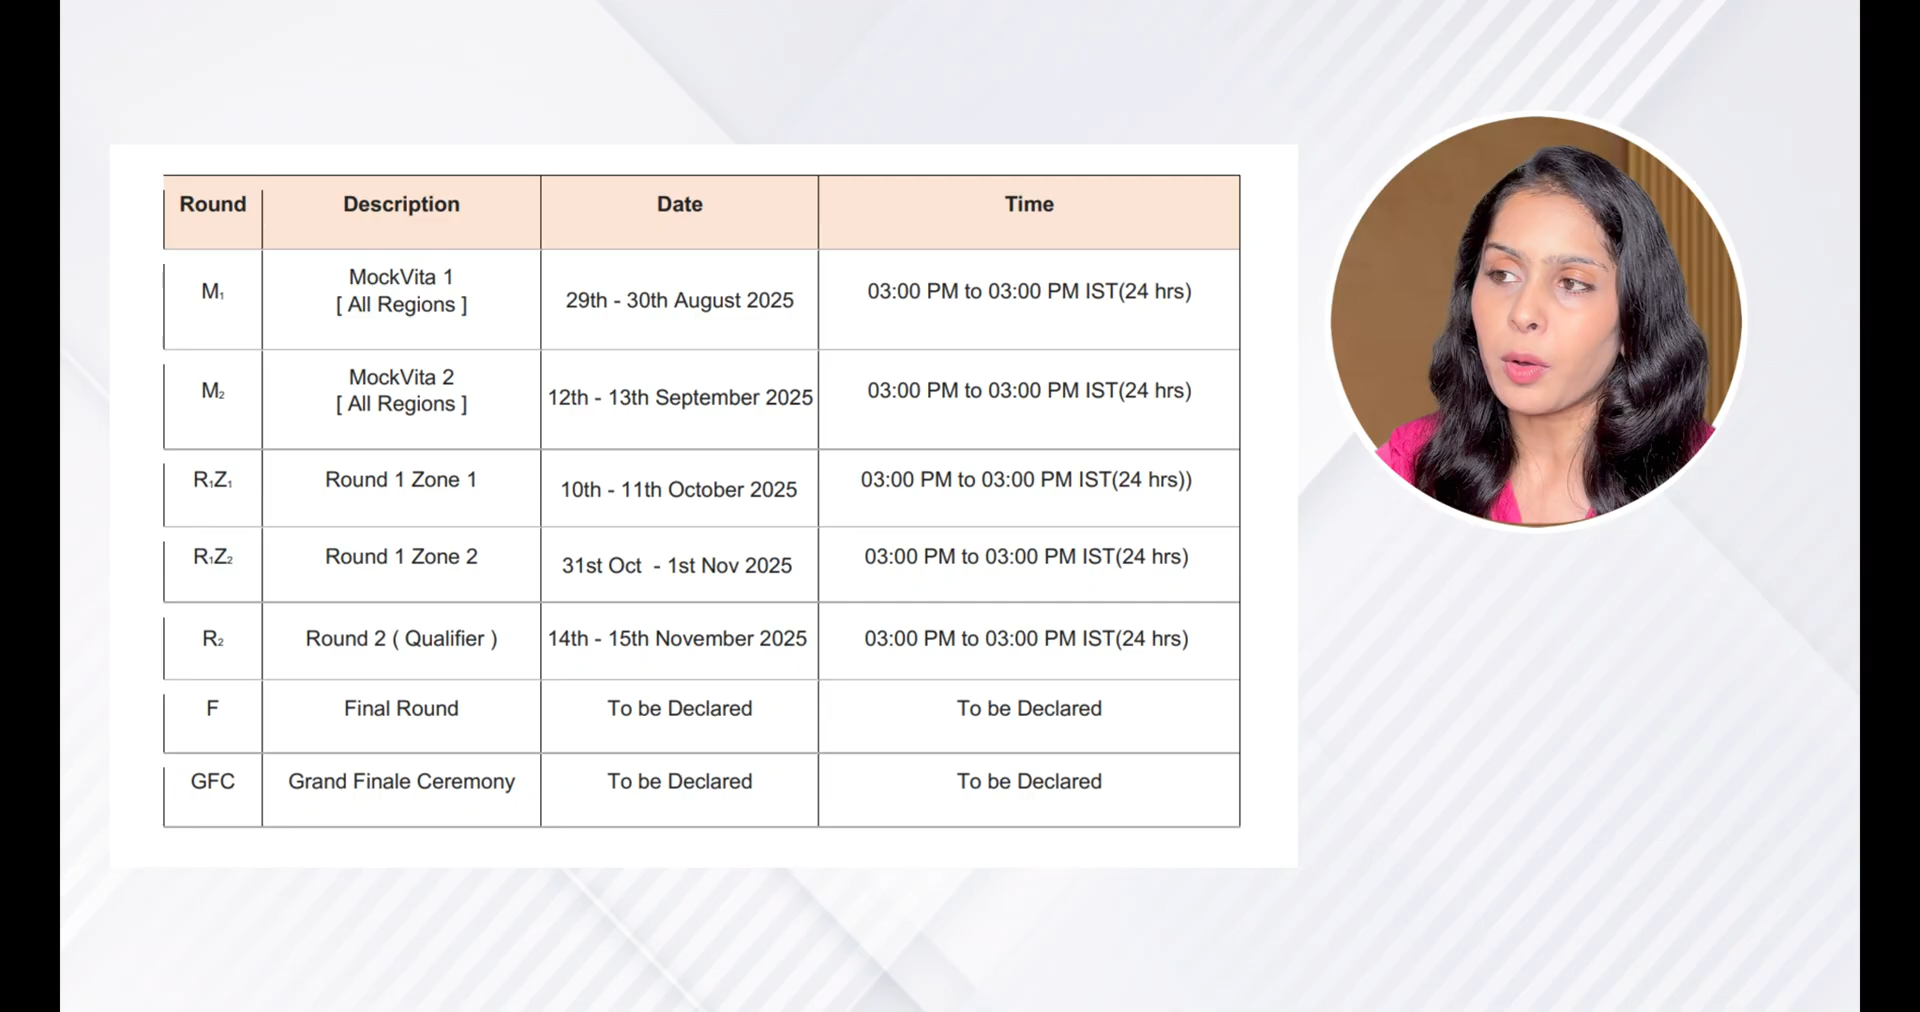 Round Description Date Time
M₁ MockVita 1
[ All Regions ] 29th - 30th August 2025 03:00 PM to 03:00 PM IST(24 hrs)
M₂ MockVita 2
[ All Regions ] 12th - 13th September 2025 03:00 PM to 03:00 PM IST(24 hrs)
R₁Z₁ Round 1 Zone 1 10th - 11th October 2025 03:00 PM to 03:00 PM IST(24 hrs))
R₁Z₂ Round 1 Zone 2 31st Oct  - 1st Nov 2025 03:00 PM to 03:00 PM IST(24 hrs)
R₂ Round 2 ( Qualifier ) 14th - 15th November 2025 03:00 PM to 03:00 PM IST(24 hrs)
F Final Round To be Declared To be Declared
GFC Grand Finale Ceremony To be Declared To be Declared